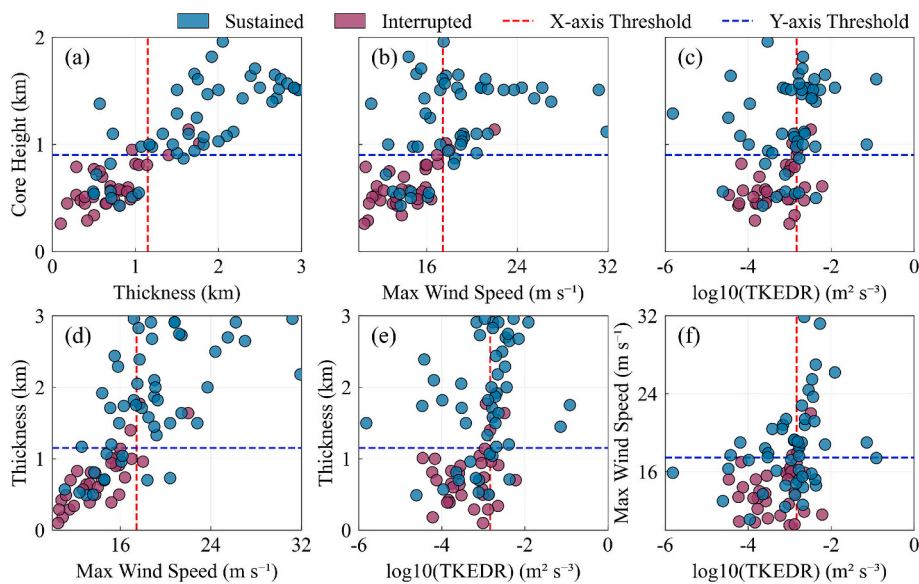 Sustained Interrupted X-axis Threshold Y-axis Threshold
(a) (b) (c)
Core Height (km)
2
1
0
0 1 2 3
16 24 32
-6 -4 -2 0
Thickness (km)
Max Wind Speed (m s⁻¹)
log10(TKEDR) (m² s⁻³)
(d) (e) (f)
Thickness (km)
3
2
1
0
Thickness (km)
3
2
1
0
Max Wind Speed (m s⁻¹)
32
24
16
16 24 32
-6 -4 -2 0
-6 -4 -2 0
Max Wind Speed (m s⁻¹)
log10(TKEDR) (m² s⁻³)
log10(TKEDR) (m² s⁻³)